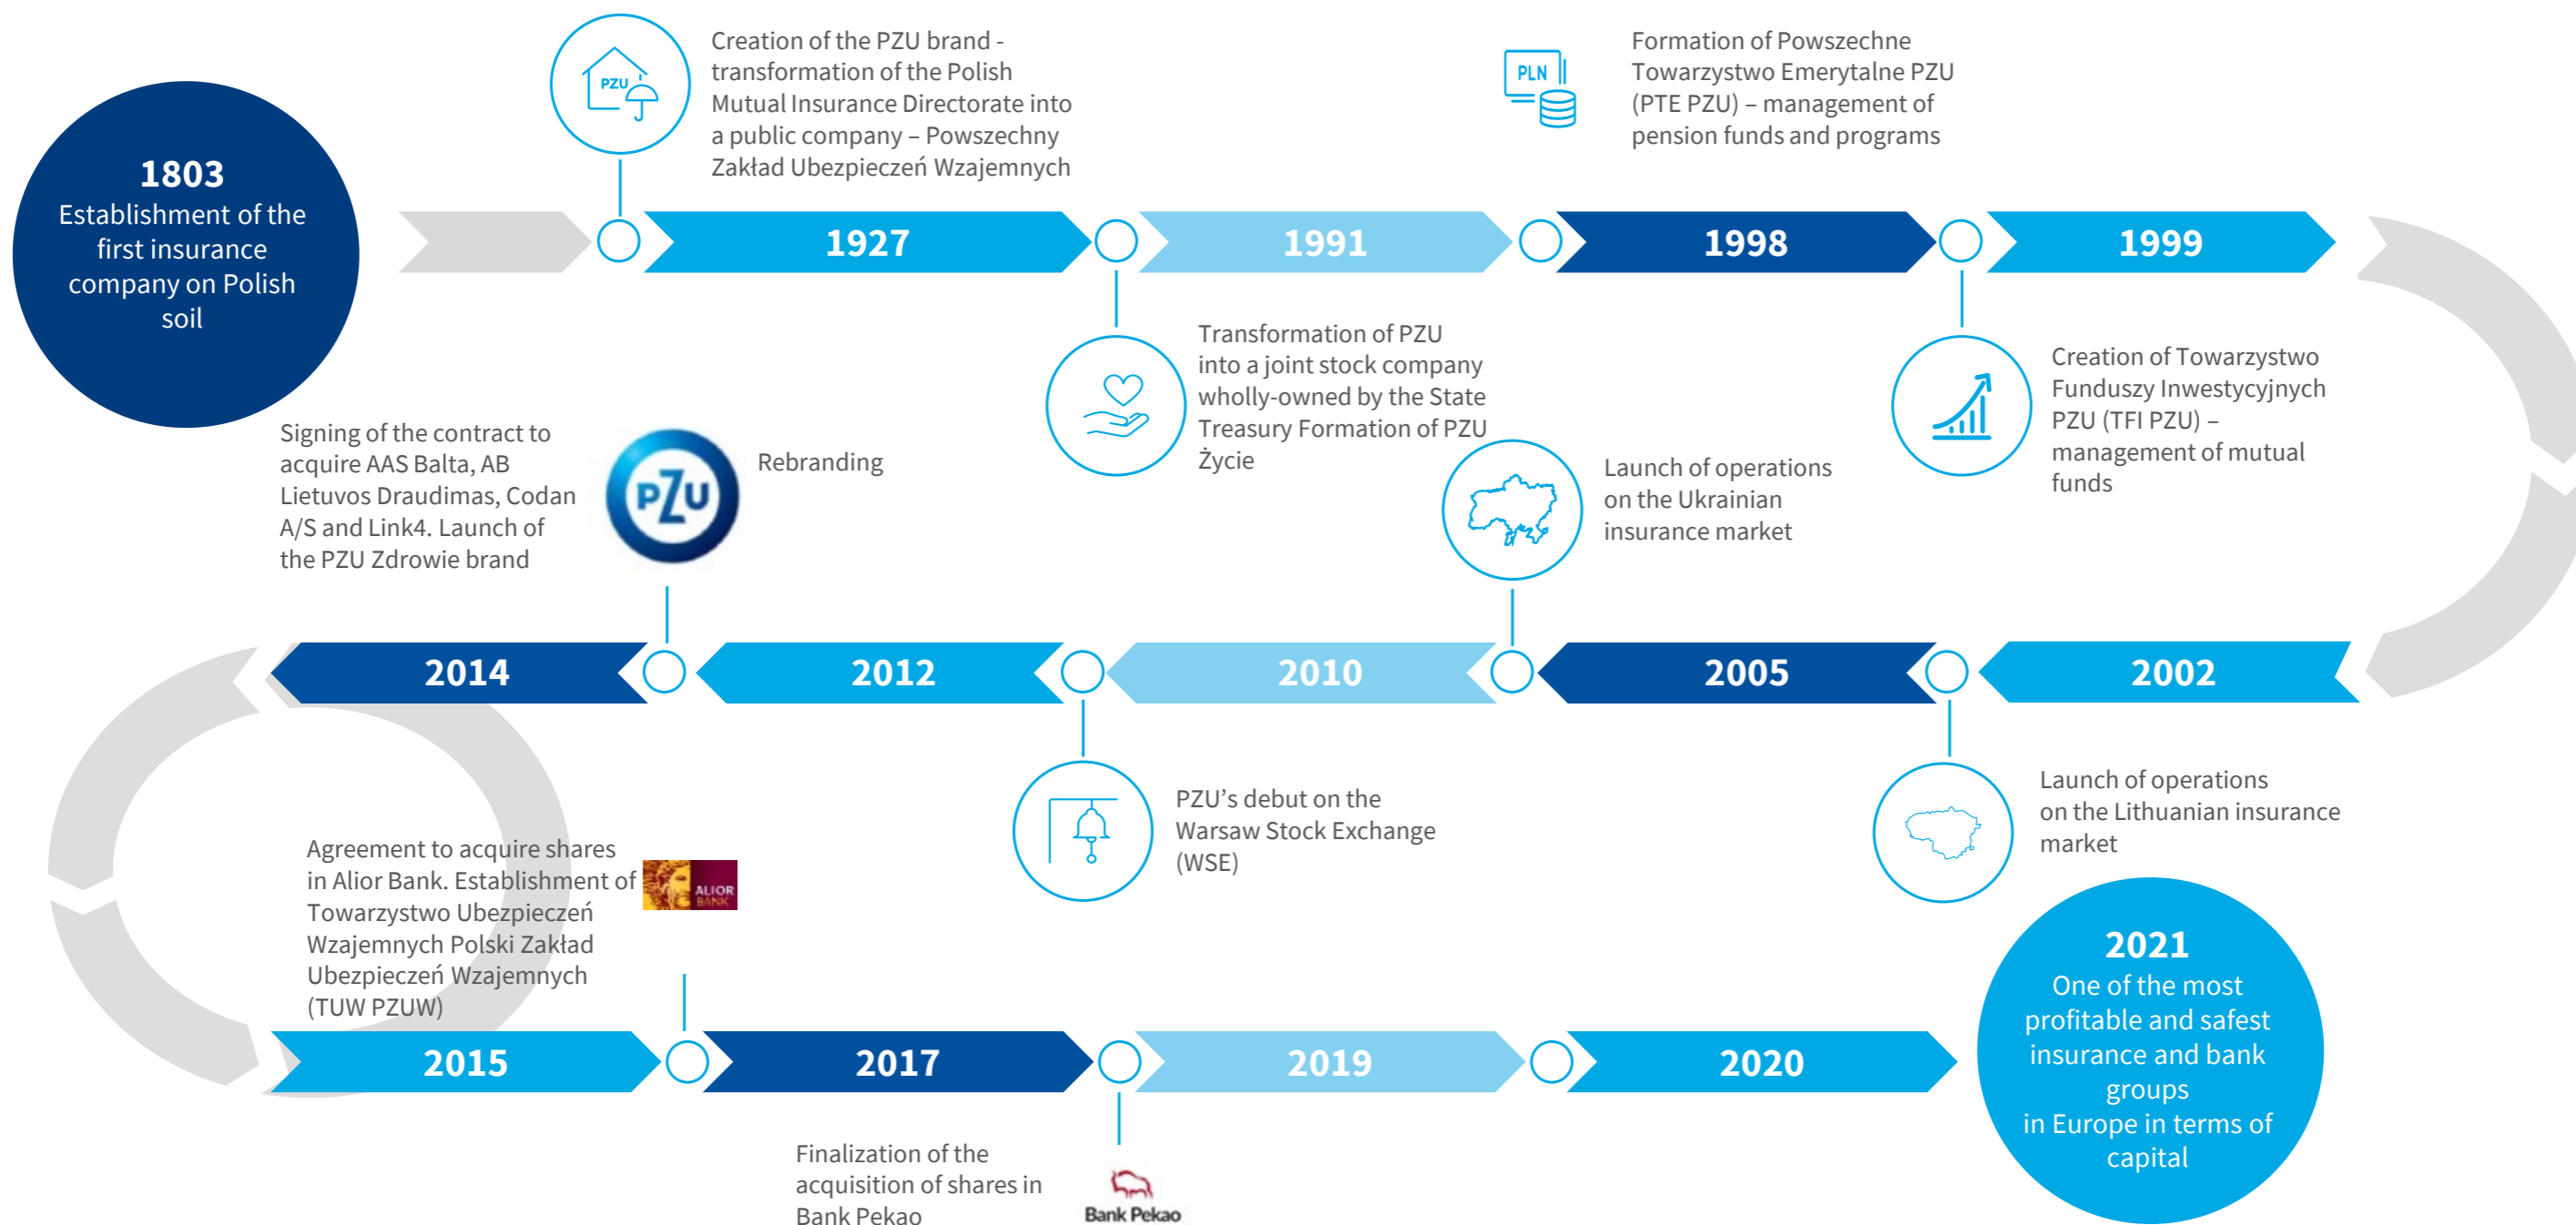 1803
Establishment of the
first insurance
company on Polish
soil
PZU
Creation of the PZU brand -
transformation of the Polish
Mutual Insurance Directorate into
a public company – Powszechny
Zakład Ubezpieczeń Wzajemnych
PLN
Formation of Powszechne
Towarzystwo Emerytalne PZU
(PTE PZU) – management of
pension funds and programs
1927
1991
1998
1999
Transformation of PZU
into a joint stock company
wholly-owned by the State
Treasury Formation of PZU
Życie
Creation of Towarzystwo
Funduszy Inwestycyjnych
PZU (TFI PZU) –
management of mutual
funds
Signing of the contract to
acquire AAS Balta, AB
Lietuvos Draudimas, Codan
A/S and Link4. Launch of
the PZU Zdrowie brand
PZU
Rebranding
Launch of operations
on the Ukrainian
insurance market
2014
2012
2010
2005
2002
PZU’s debut on the
Warsaw Stock Exchange
(WSE)
Launch of operations
on the Lithuanian insurance
market
Agreement to acquire shares
in Alior Bank. Establishment of
Towarzystwo Ubezpieczeń
Wzajemnych Polski Zakład
Ubezpieczeń Wzajemnych
(TUW PZUW)
ALIOR
BANK
2015
2017
2019
2020
2021
One of the most
profitable and safest
insurance and bank
groups
in Europe in terms of
capital
Finalization of the
acquisition of shares in
Bank Pekao
Bank Pekao